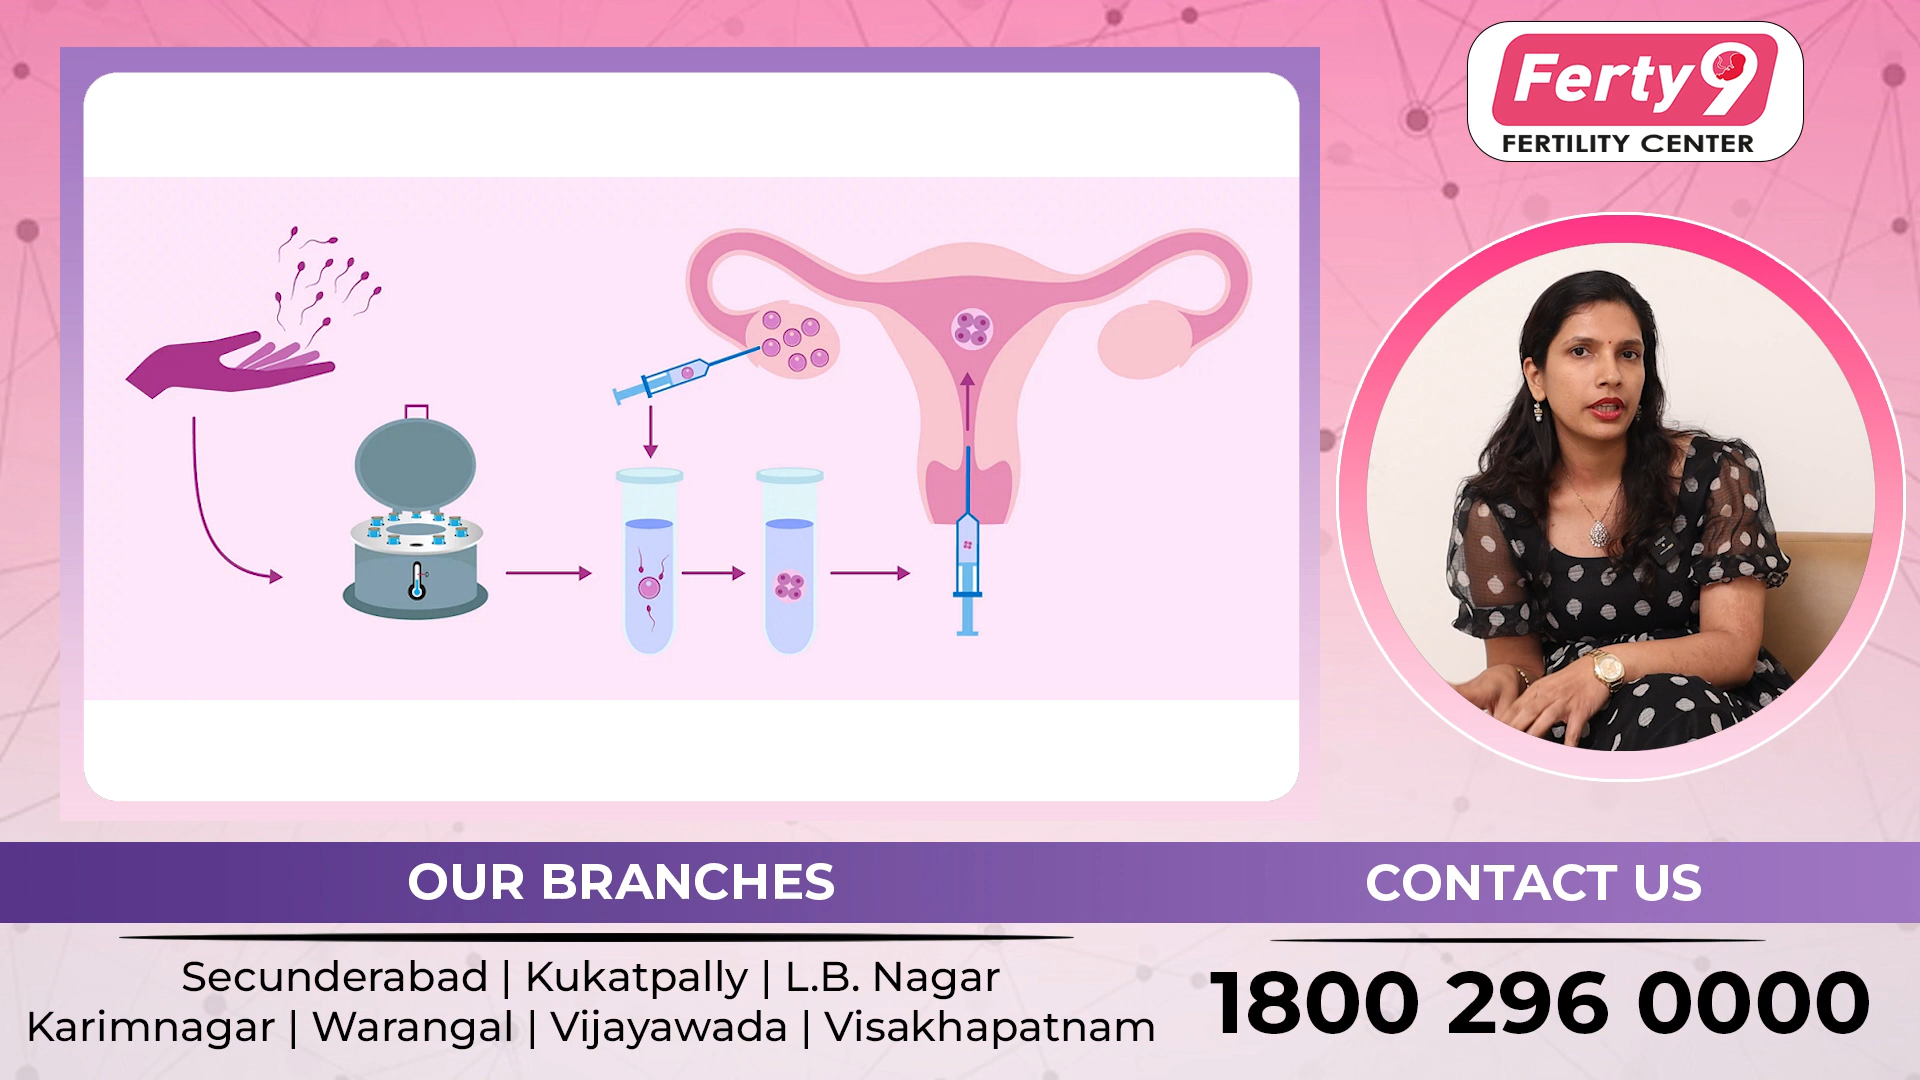 Ferty9
FERTILITY CENTER
OUR BRANCHES
CONTACT US
Secunderabad | Kukatpally | L.B. Nagar
Karimnagar | Warangal | Vijayawada | Visakhapatnam
1800 296 0000